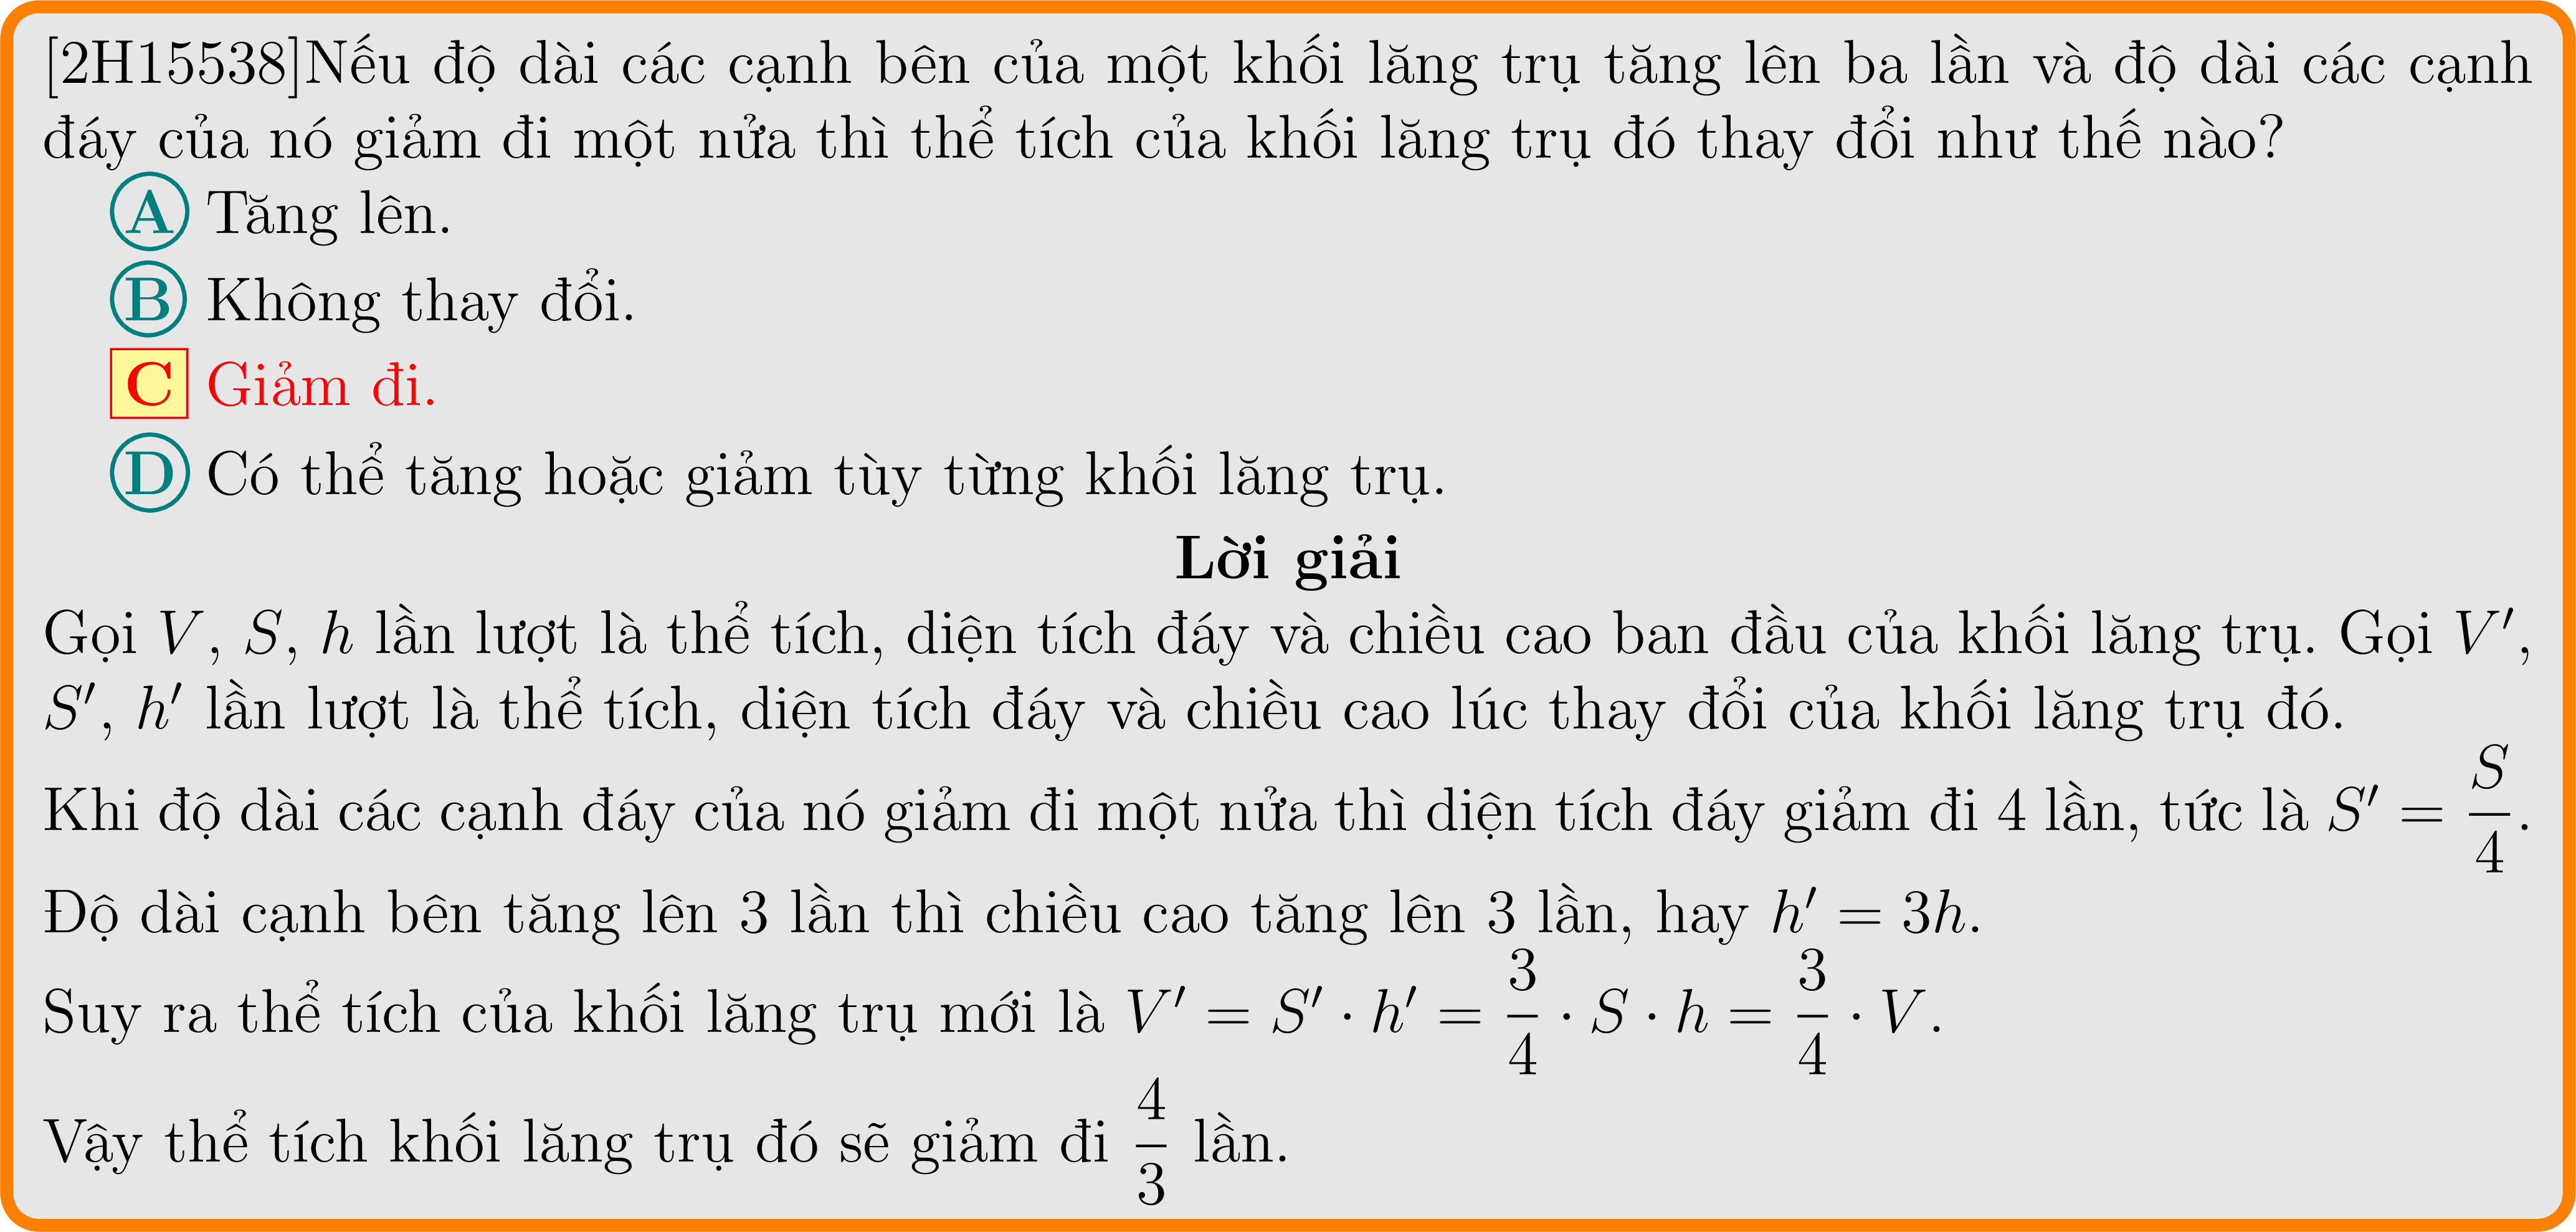 [2H15538]Nếu độ dài các cạnh bên của một khối lăng trụ tăng lên ba lần và độ dài các cạnh
đáy của nó giảm đi một nửa thì thể tích của khối lăng trụ đó thay đổi như thế nào?
A Tăng lên.
B Không thay đổi.
C Giảm đi.
D Có thể tăng hoặc giảm tùy từng khối lăng trụ.
Lời giải
Gọi V, S, h lần lượt là thể tích, diện tích đáy và chiều cao ban đầu của khối lăng trụ. Gọi V′,
S′, h′ lần lượt là thể tích, diện tích đáy và chiều cao lúc thay đổi của khối lăng trụ đó.
Khi độ dài các cạnh đáy của nó giảm đi một nửa thì diện tích đáy giảm đi 4 lần, tức là S′ = S/4.
Độ dài cạnh bên tăng lên 3 lần thì chiều cao tăng lên 3 lần, hay h′ = 3h.
Suy ra thể tích của khối lăng trụ mới là V′ = S′ · h′ = 3/4 · S · h = 3/4 · V.
Vậy thể tích khối lăng trụ đó sẽ giảm đi 4/3 lần.